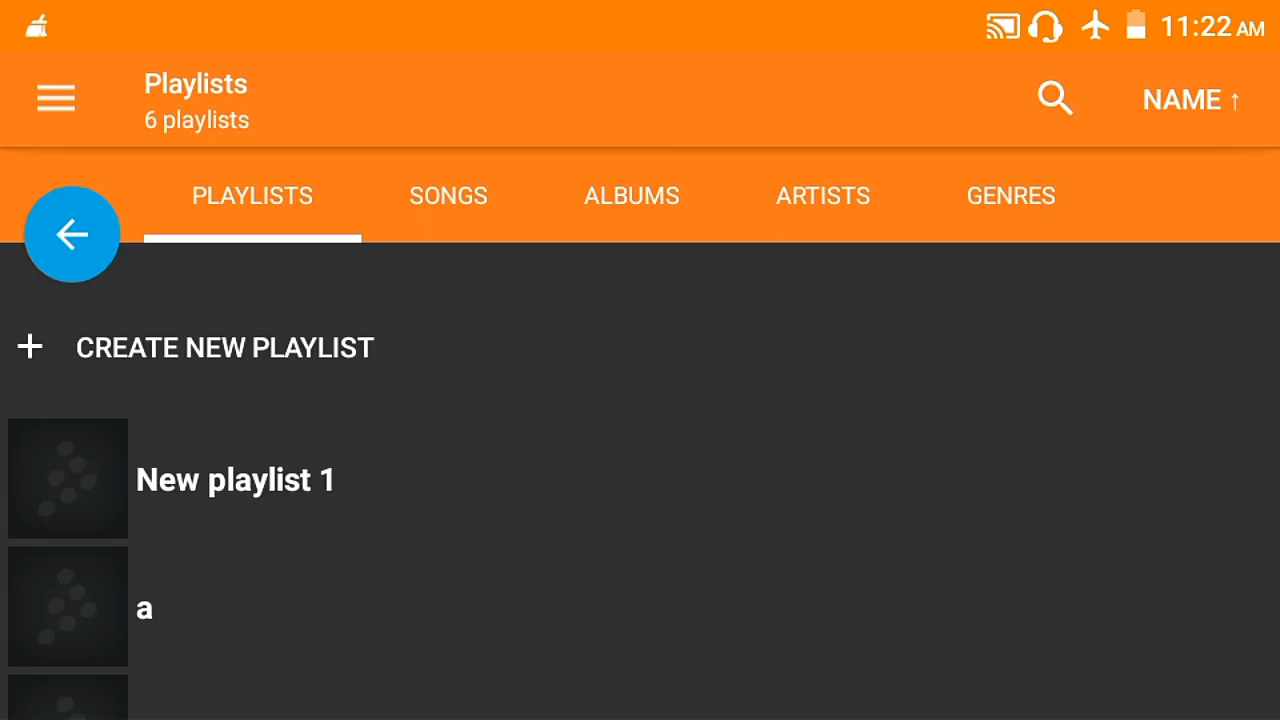 11:22 AM
Playlists
6 playlists
NAME ↑
PLAYLISTS SONGS ALBUMS ARTISTS GENRES
+ CREATE NEW PLAYLIST
New playlist 1
a